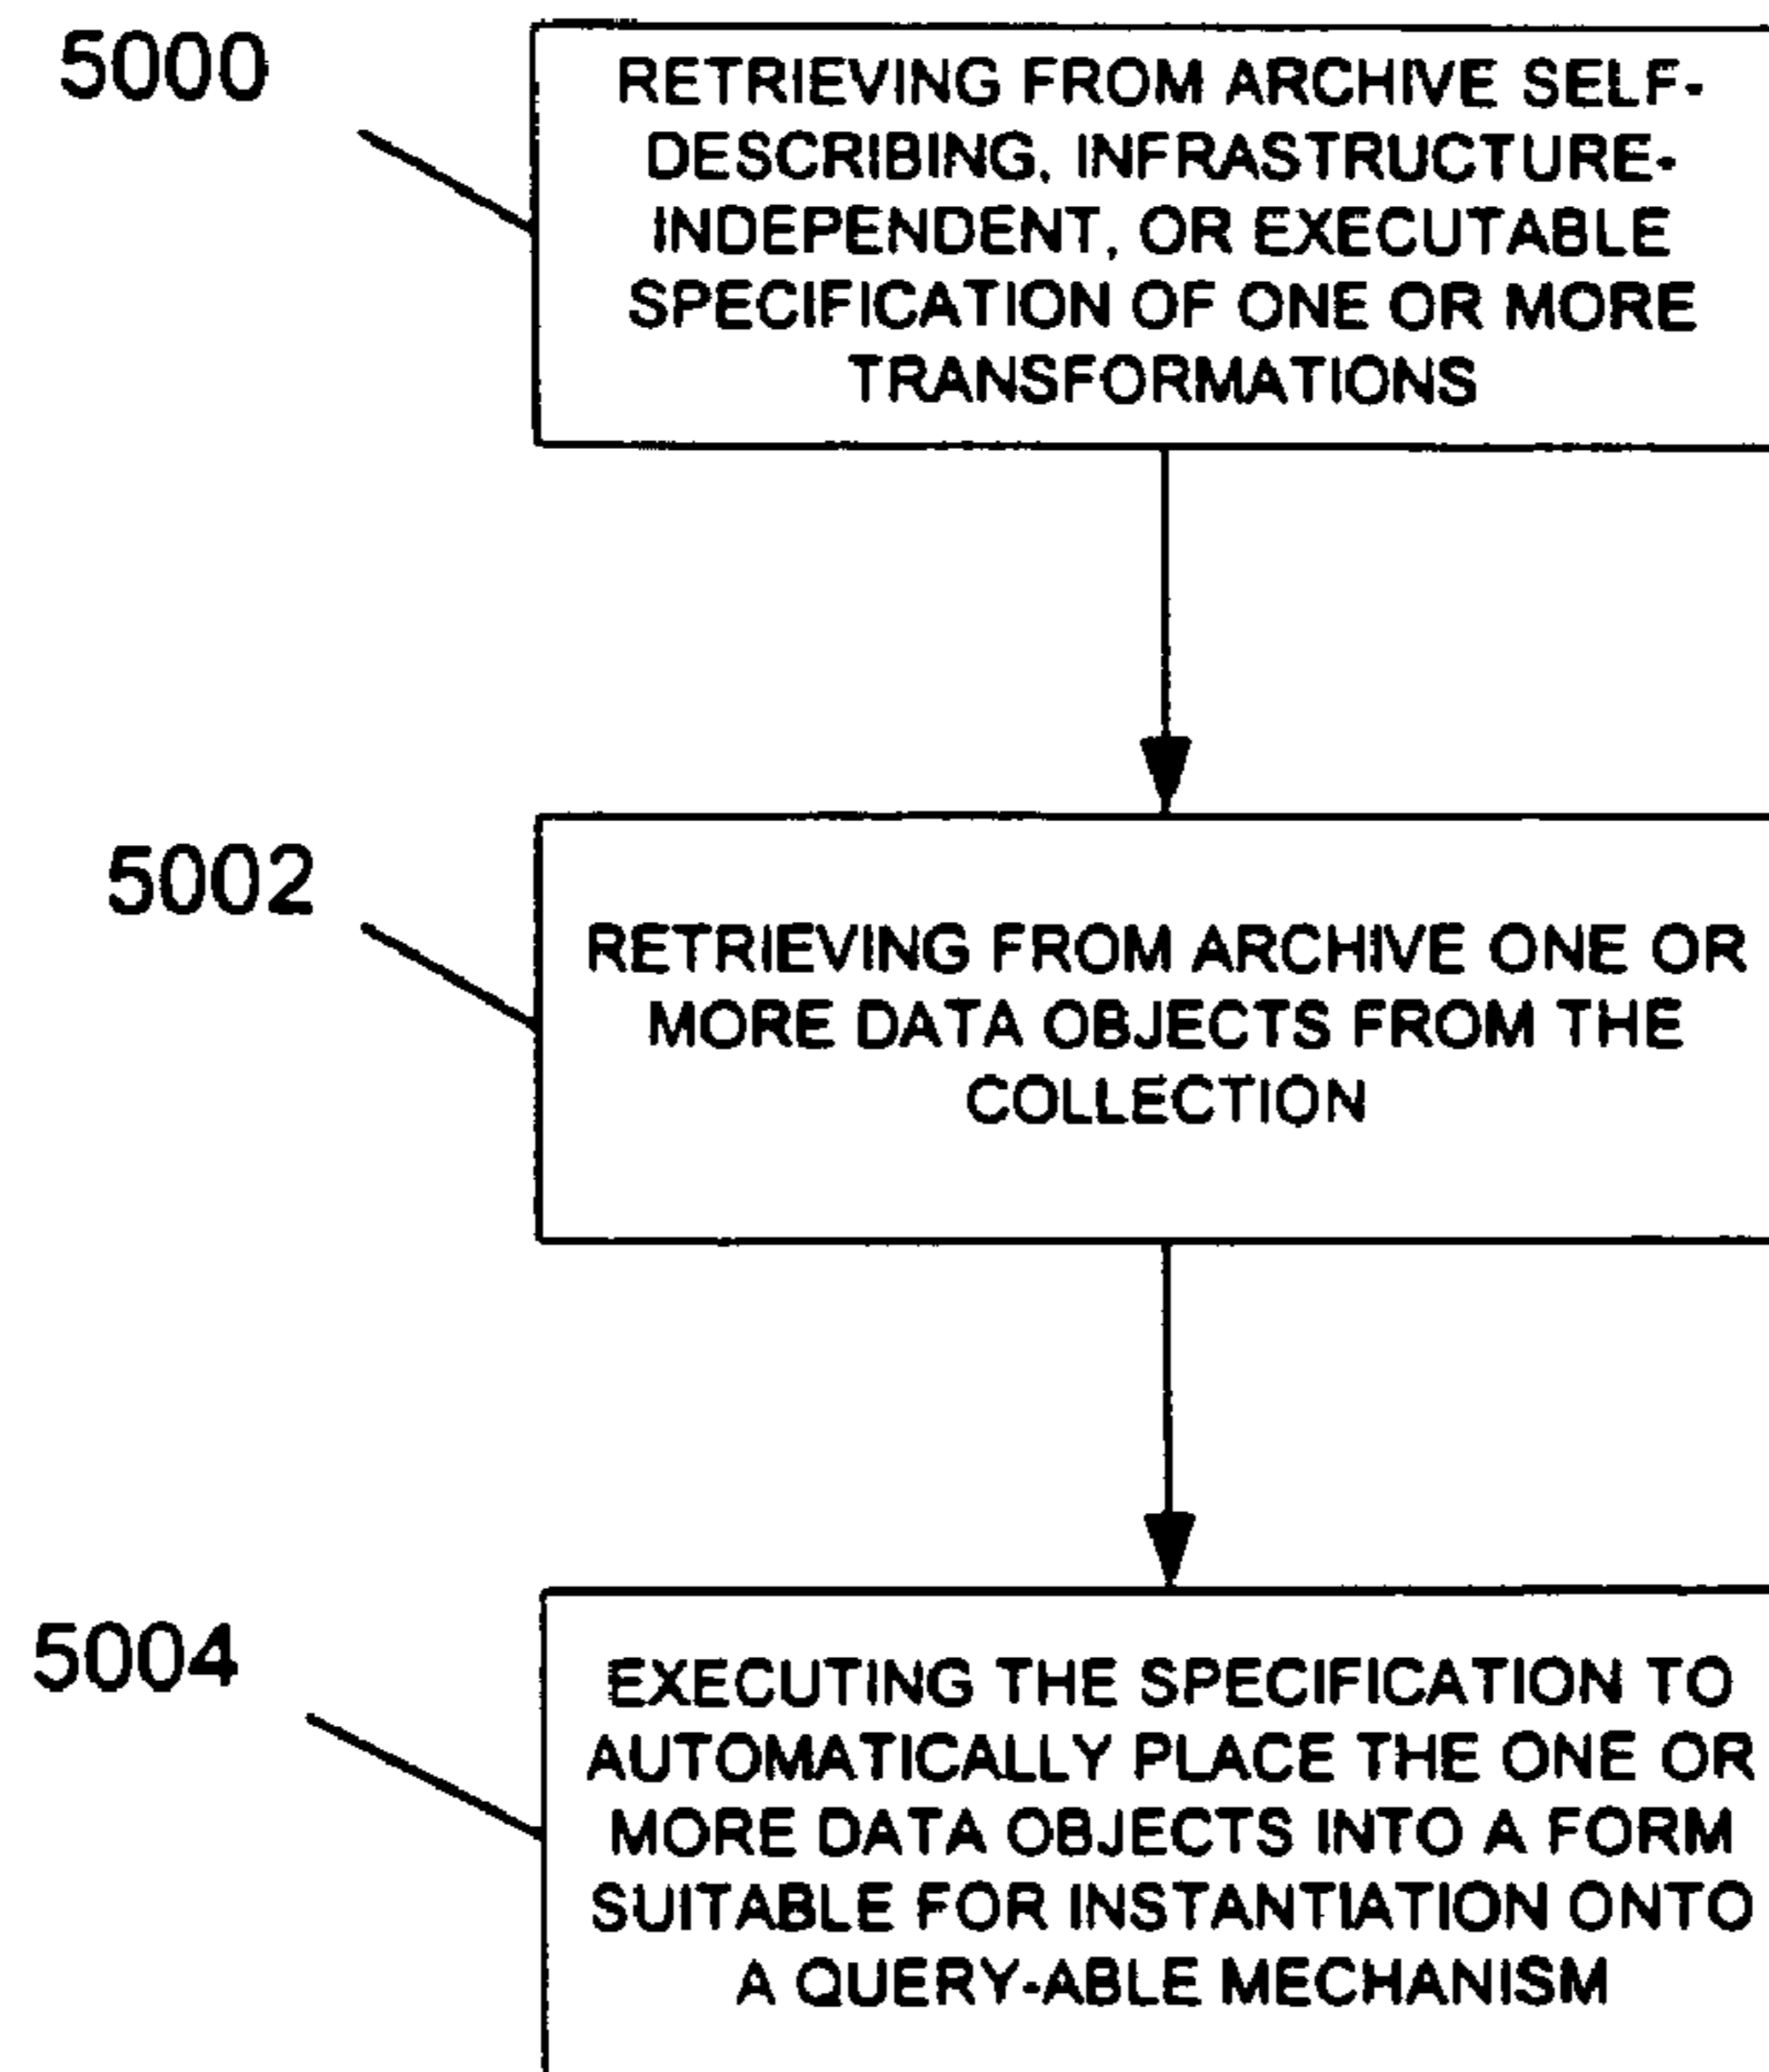 5000
RETRIEVING FROM ARCHIVE SELF-
DESCRIBING, INFRASTRUCTURE-
INDEPENDENT, OR EXECUTABLE
SPECIFICATION OF ONE OR MORE
TRANSFORMATIONS
5002
RETRIEVING FROM ARCHIVE ONE OR
MORE DATA OBJECTS FROM THE
COLLECTION
5004
EXECUTING THE SPECIFICATION TO
AUTOMATICALLY PLACE THE ONE OR
MORE DATA OBJECTS INTO A FORM
SUITABLE FOR INSTANTIATION ONTO
A QUERY-ABLE MECHANISM